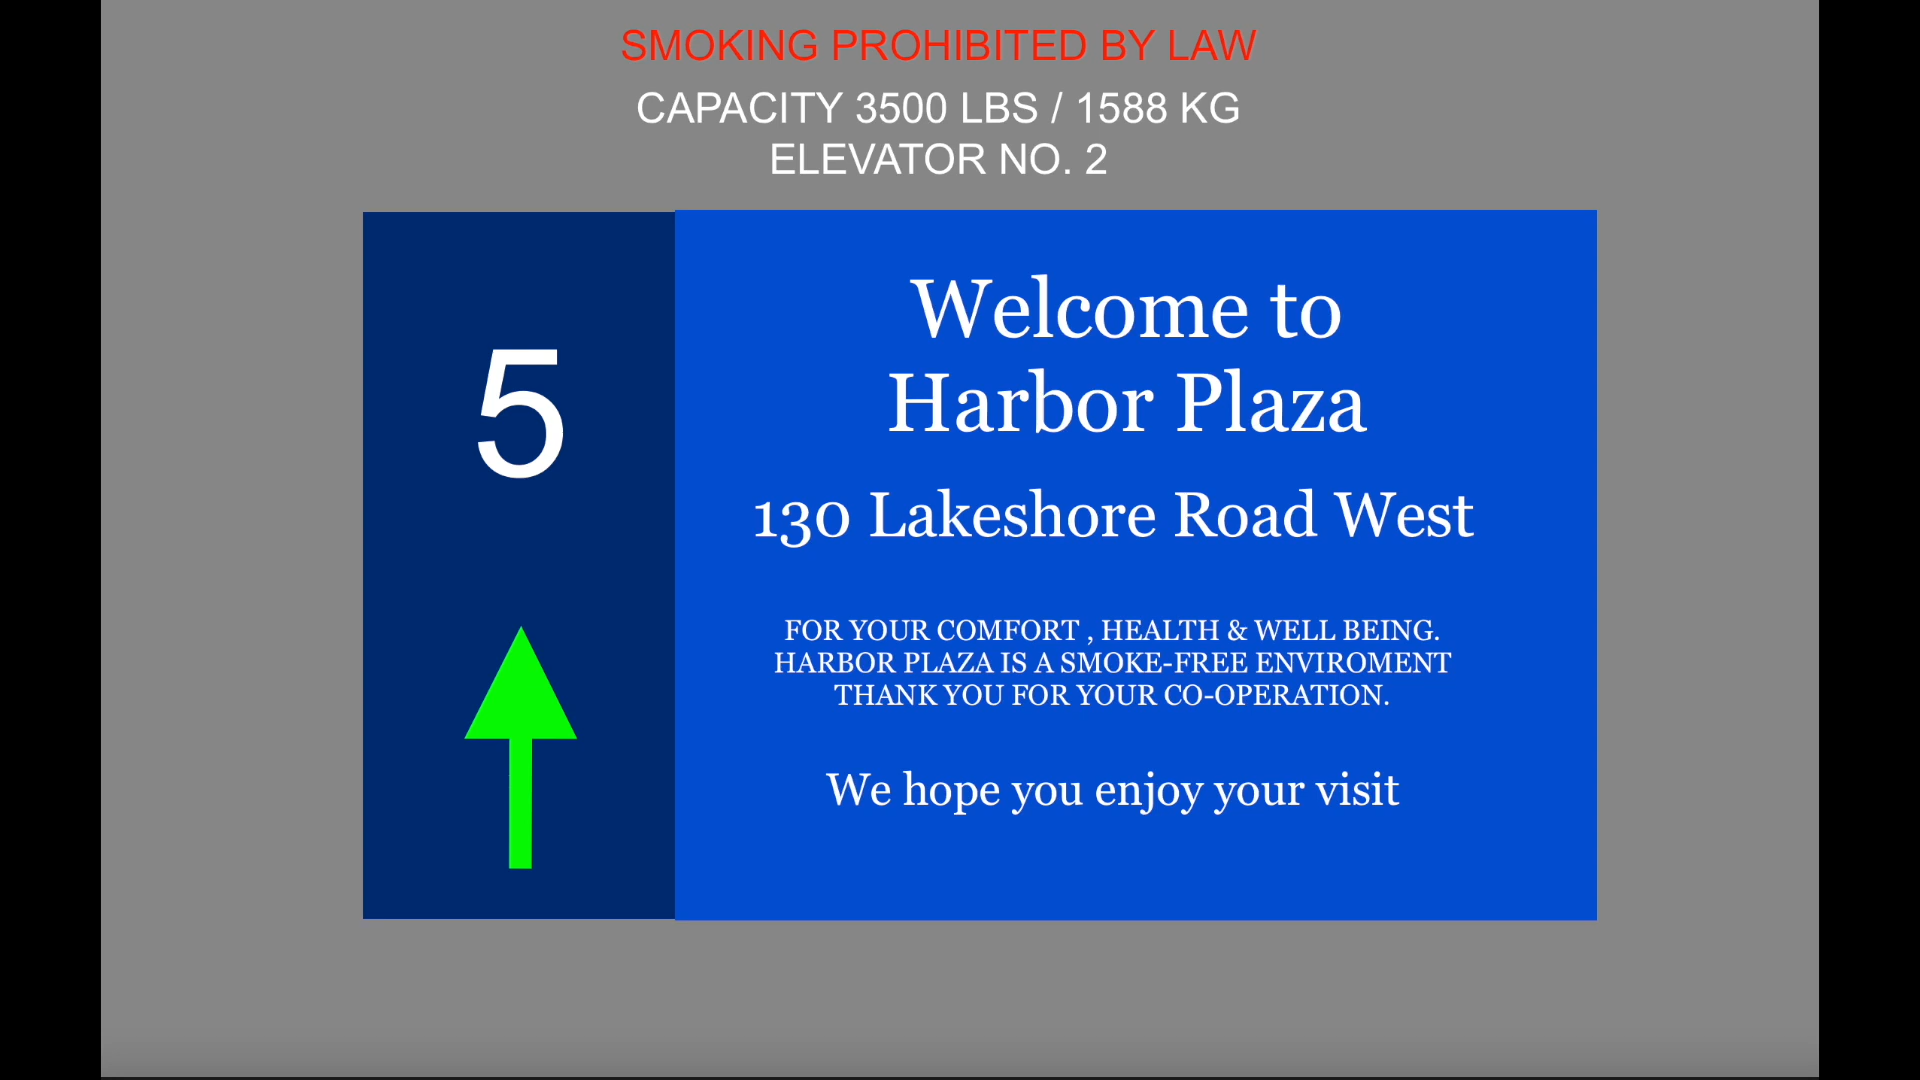 SMOKING PROHIBITED BY LAW
CAPACITY 3500 LBS / 1588 KG
ELEVATOR NO. 2
5
Welcome to
Harbor Plaza
130 Lakeshore Road West
FOR YOUR COMFORT , HEALTH & WELL BEING.
HARBOR PLAZA IS A SMOKE-FREE ENVIROMENT
THANK YOU FOR YOUR CO-OPERATION.
We hope you enjoy your visit